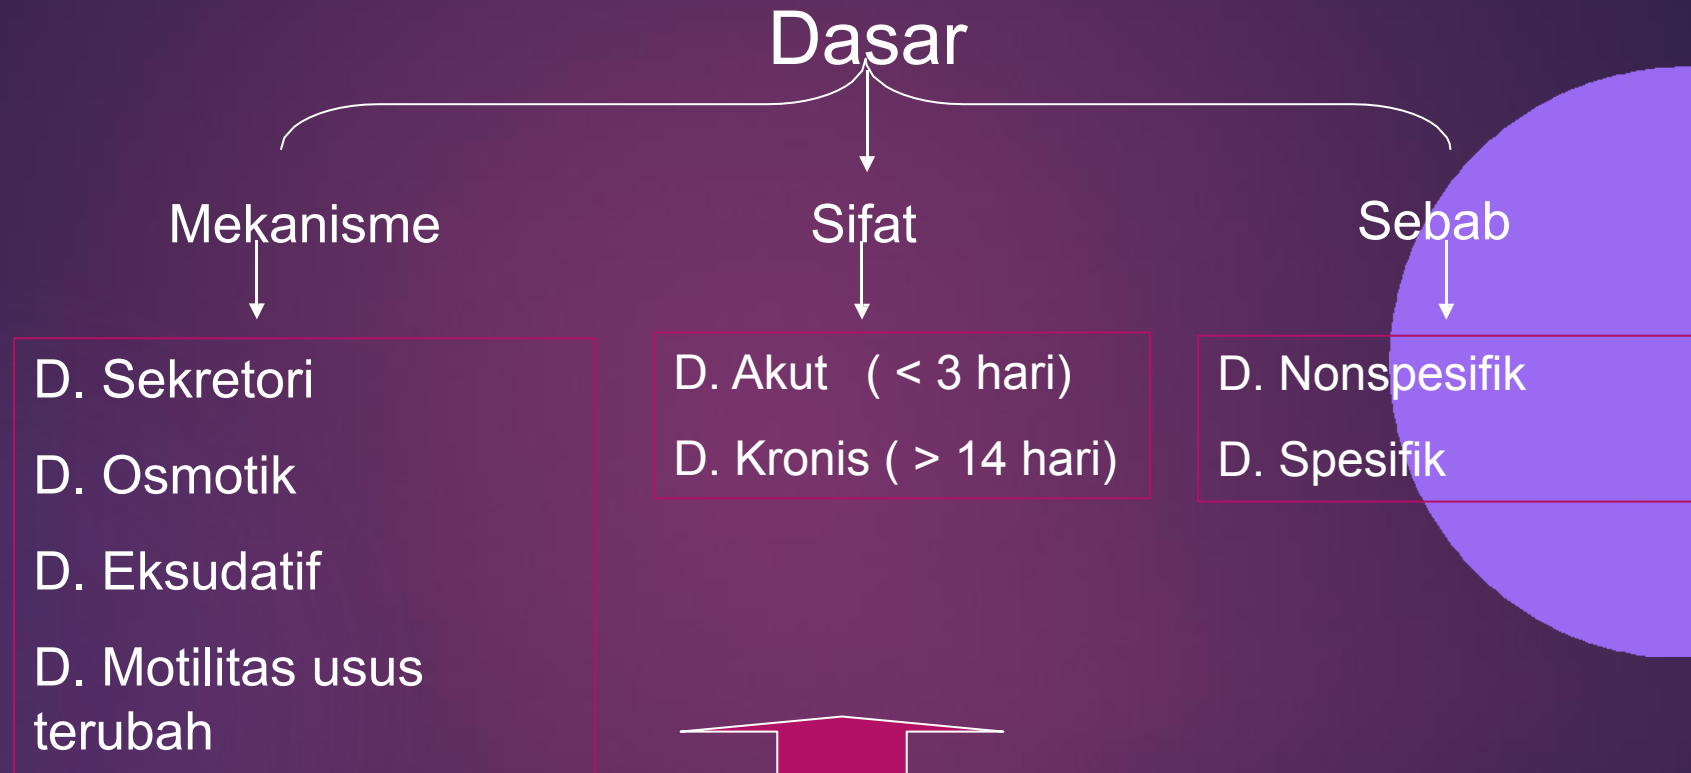 Dasar
Mekanisme
Sifat
Sebab
D. Sekretori
D. Osmotik
D. Eksudatif
D. Motilitas usus
terubah
D. Akut ( < 3 hari)
D. Kronis ( > 14 hari)
D. Nonspesifik
D. Spesifik